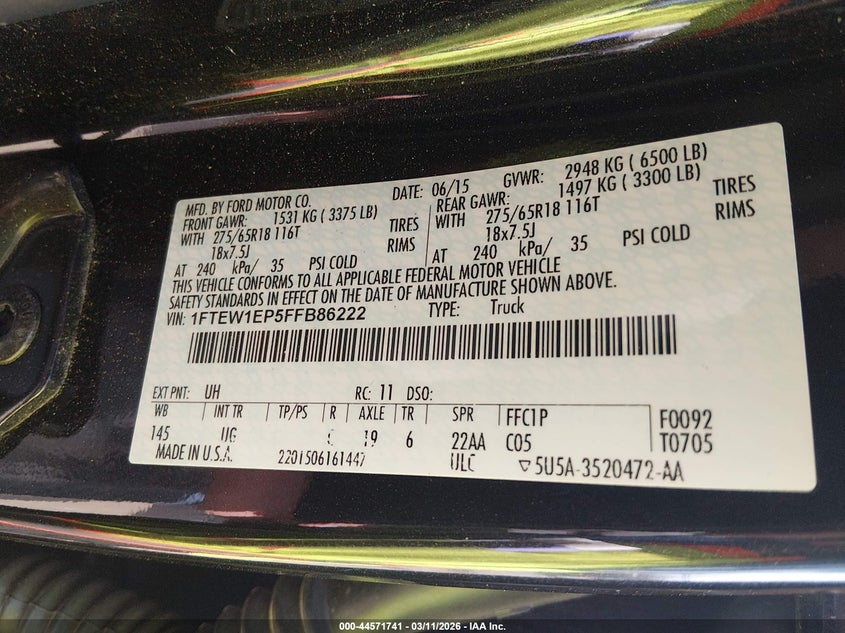 MFD. BY FORD MOTOR CO. DATE: 06/15 GVWR: 2948 KG ( 6500 LB)
FRONT GAWR: 1531 KG ( 3375 LB) REAR GAWR: 1497 KG ( 3300 LB)
WITH 275/65R18 116T TIRES WITH 275/65R18 116T TIRES
18x7.5J RIMS 18x7.5J RIMS
AT 240 kPa/ 35 PSI COLD AT 240 kPa/ 35 PSI COLD
THIS VEHICLE CONFORMS TO ALL APPLICABLE FEDERAL MOTOR VEHICLE
SAFETY STANDARDS IN EFFECT ON THE DATE OF MANUFACTURE SHOWN ABOVE.
VIN: 1FTEW1EP5FFB86222 TYPE: Truck
EXT PNT: UH RC: 11 DSO:
WB INT TR TP/PS R AXLE TR SPR FFC1P F0092
145 UG C 19 6 22AA C05 T0705
MADE IN U.S.A. 2201506161447 ULC ▽5U5A-3520472-AA
000-44571741 - 03/11/2026 - IAA Inc.